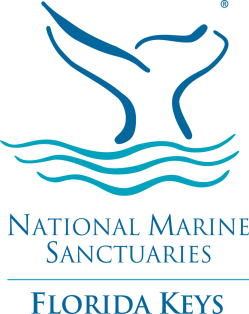 ®
NATIONAL MARINE
SANCTUARIES
FLORIDA KEYS